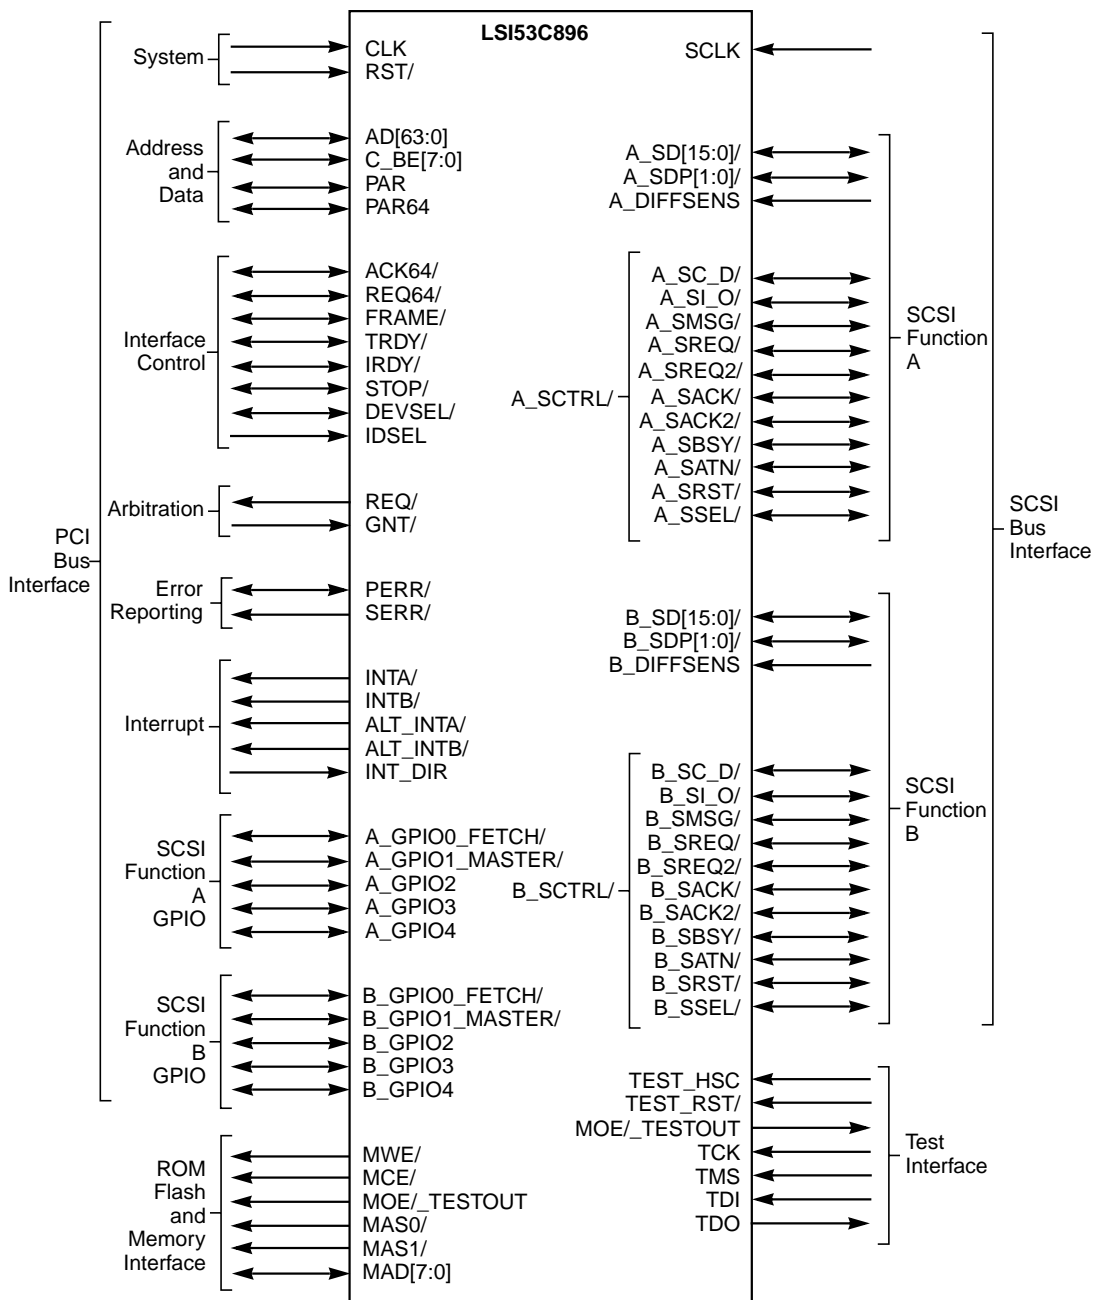 LSI53C896
PCI
Bus
Interface
System
CLK
RST/
Address
and
Data
AD[63:0]
C_BE[7:0]
PAR
PAR64
Interface
Control
ACK64/
REQ64/
FRAME/
TRDY/
IRDY/
STOP/
DEVSEL/
IDSEL
Arbitration
REQ/
GNT/
Error
Reporting
PERR/
SERR/
Interrupt
INTA/
INTB/
ALT_INTA/
ALT_INTB/
INT_DIR
SCSI
Function
A
GPIO
A_GPIO0_FETCH/
A_GPIO1_MASTER/
A_GPIO2
A_GPIO3
A_GPIO4
SCSI
Function
B
GPIO
B_GPIO0_FETCH/
B_GPIO1_MASTER/
B_GPIO2
B_GPIO3
B_GPIO4
ROM
Flash
and
Memory
Interface
MWE/
MCE/
MOE/_TESTOUT
MAS0/
MAS1/
MAD[7:0]
SCLK
A_SD[15:0]/
A_SDP[1:0]/
A_DIFFSENS
A_SCTRL/
A_SC_D/
A_SI_O/
A_SMSG/
A_SREQ/
A_SREQ2/
A_SACK/
A_SACK2/
A_SBSY/
A_SATN/
A_SRST/
A_SSEL/
SCSI
Function
A
SCSI
Bus
Interface
B_SD[15:0]/
B_SDP[1:0]/
B_DIFFSENS
B_SCTRL/
B_SC_D/
B_SI_O/
B_SMSG/
B_SREQ/
B_SREQ2/
B_SACK/
B_SACK2/
B_SBSY/
B_SATN/
B_SRST/
B_SSEL/
SCSI
Function
B
TEST_HSC
TEST_RST/
MOE/_TESTOUT
TCK
TMS
TDI
TDO
Test
Interface